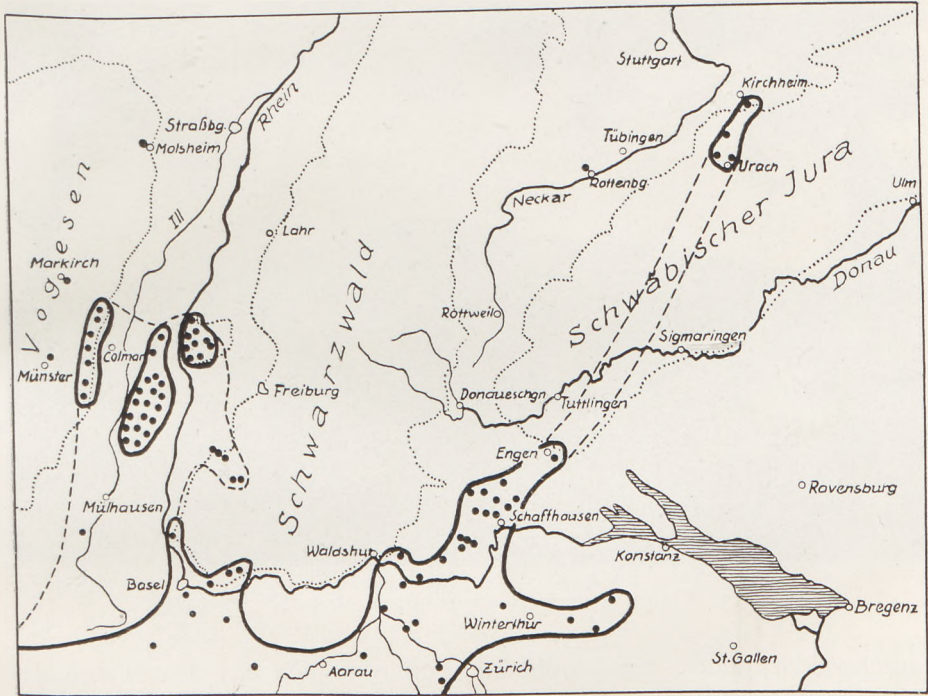 Stuttgart
Kirchheim
Straßbg.
Rhein
Molsheim
Tübingen
Rottenbg.
Urach
Neckar
Ulm
Ill
Lahr
Vogesen
Markirch
Schwäbischer Jura
Donau
Schwarzwald
Rottweil
Colmar
Münster
Sigmaringen
Freiburg
Donaueschgn
Tuttlingen
Engen
Ravensburg
Mülhausen
Schaffhausen
Waldshut
Konstanz
Basel
Bregenz
Winterthur
St. Gallen
Aarau
Zürich